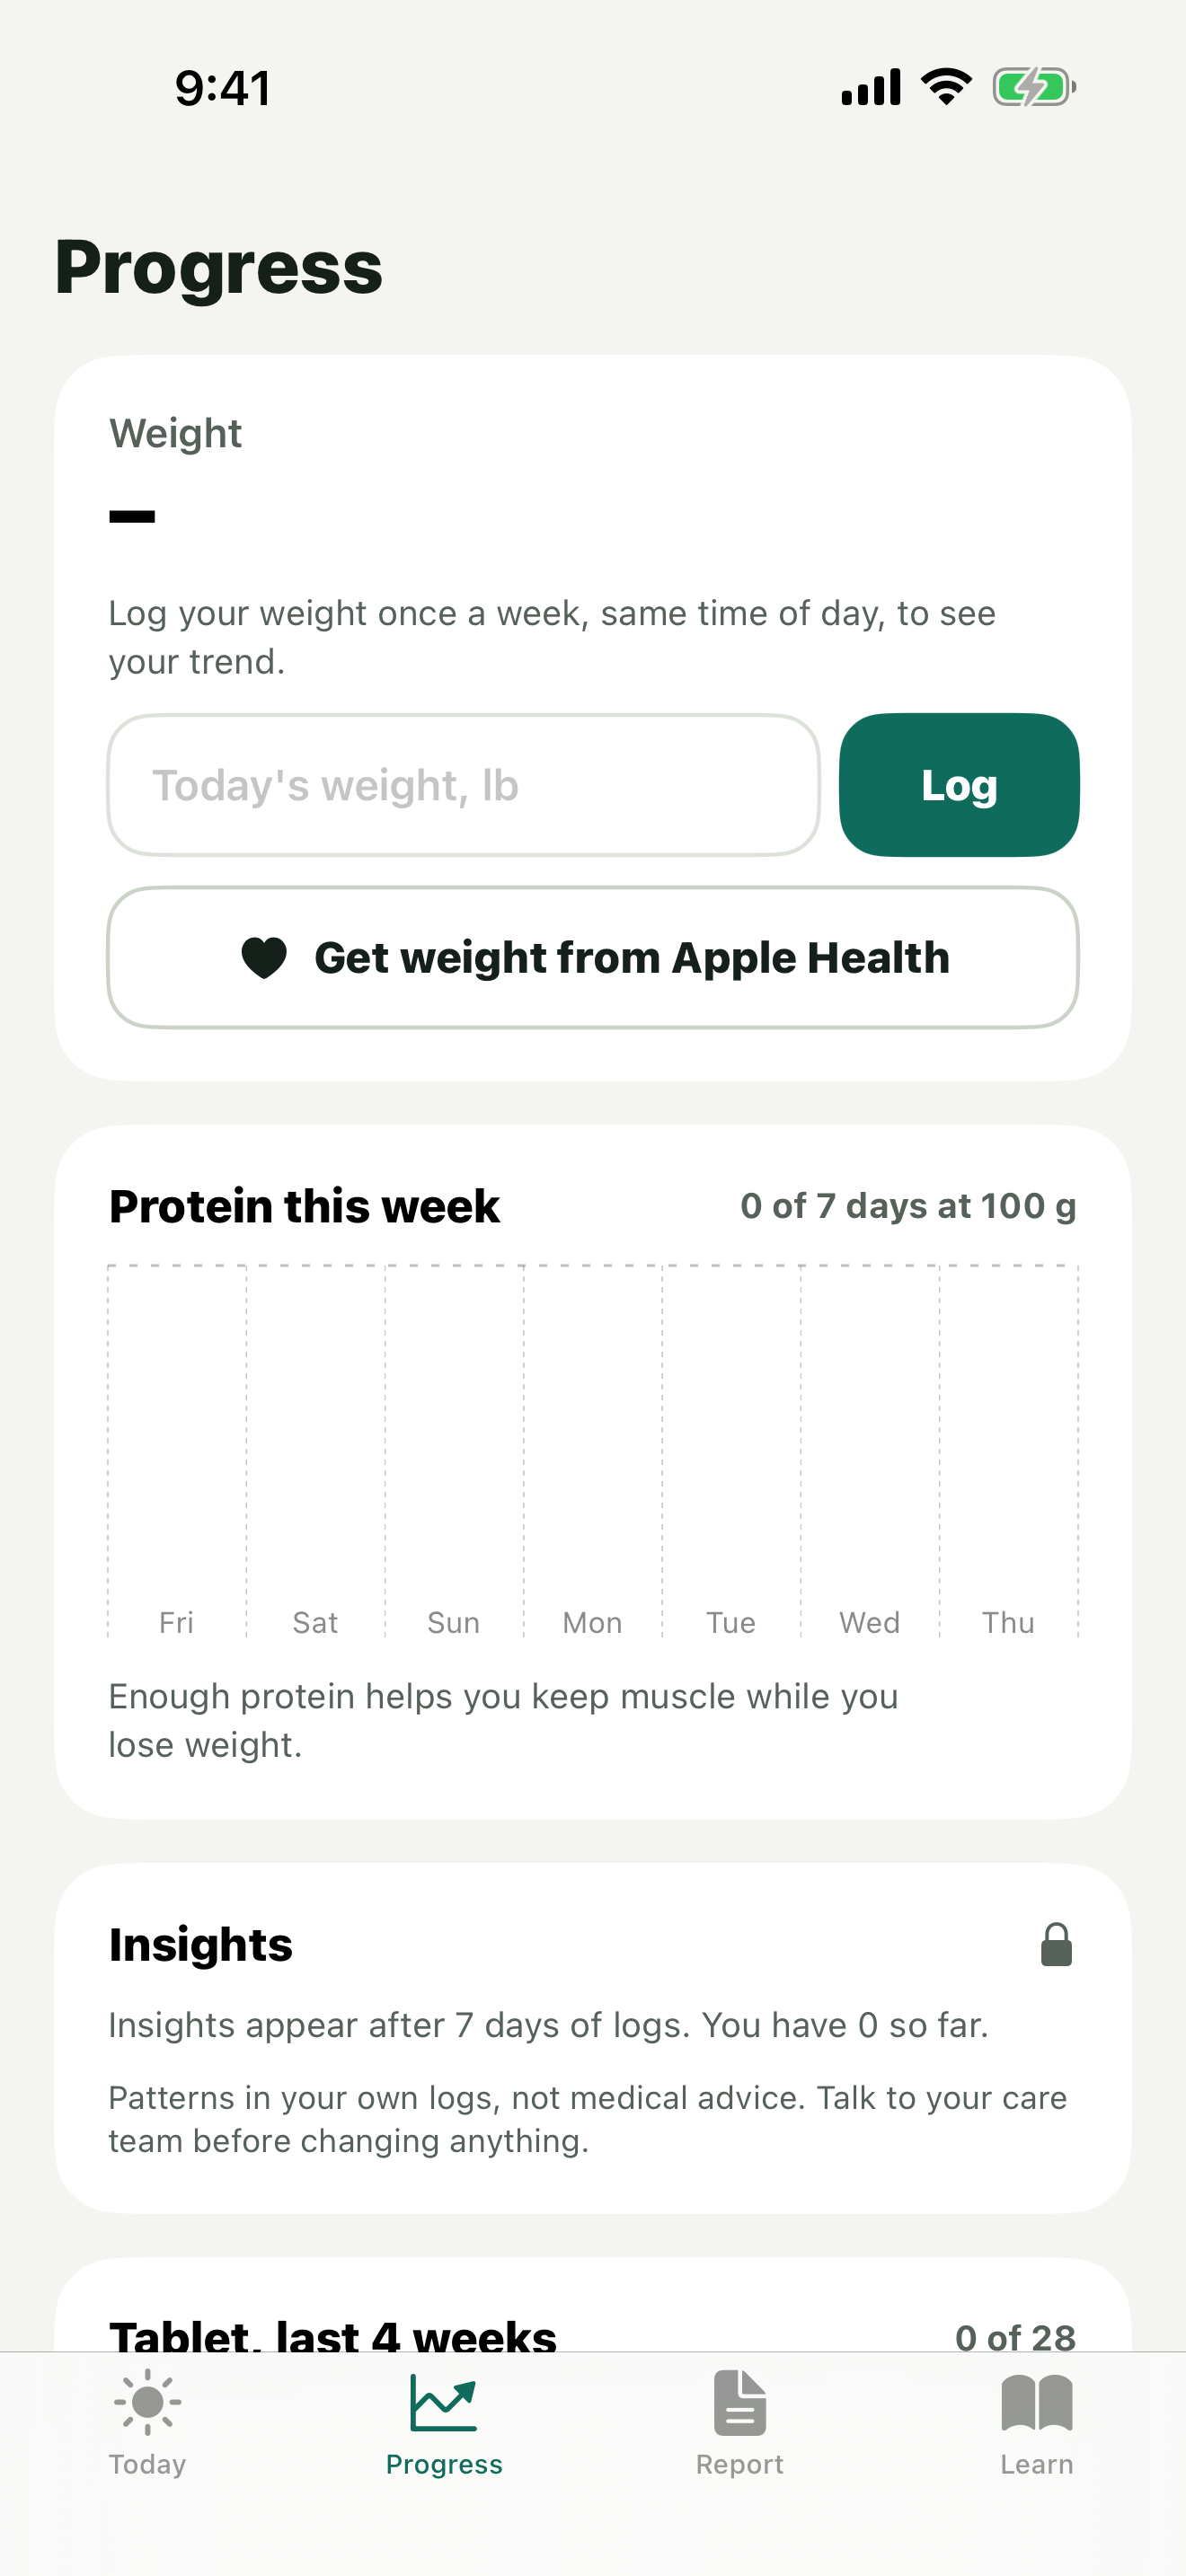 9:41
Progress
Weight
–
Log your weight once a week, same time of day, to see
your trend.
Today's weight, lb
Log
Get weight from Apple Health
Protein this week
0 of 7 days at 100 g
Fri Sat Sun Mon Tue Wed Thu
Enough protein helps you keep muscle while you
lose weight.
Insights
Insights appear after 7 days of logs. You have 0 so far.
Patterns in your own logs, not medical advice. Talk to your care
team before changing anything.
Tablet, last 4 weeks
0 of 28
Today Progress Report Learn